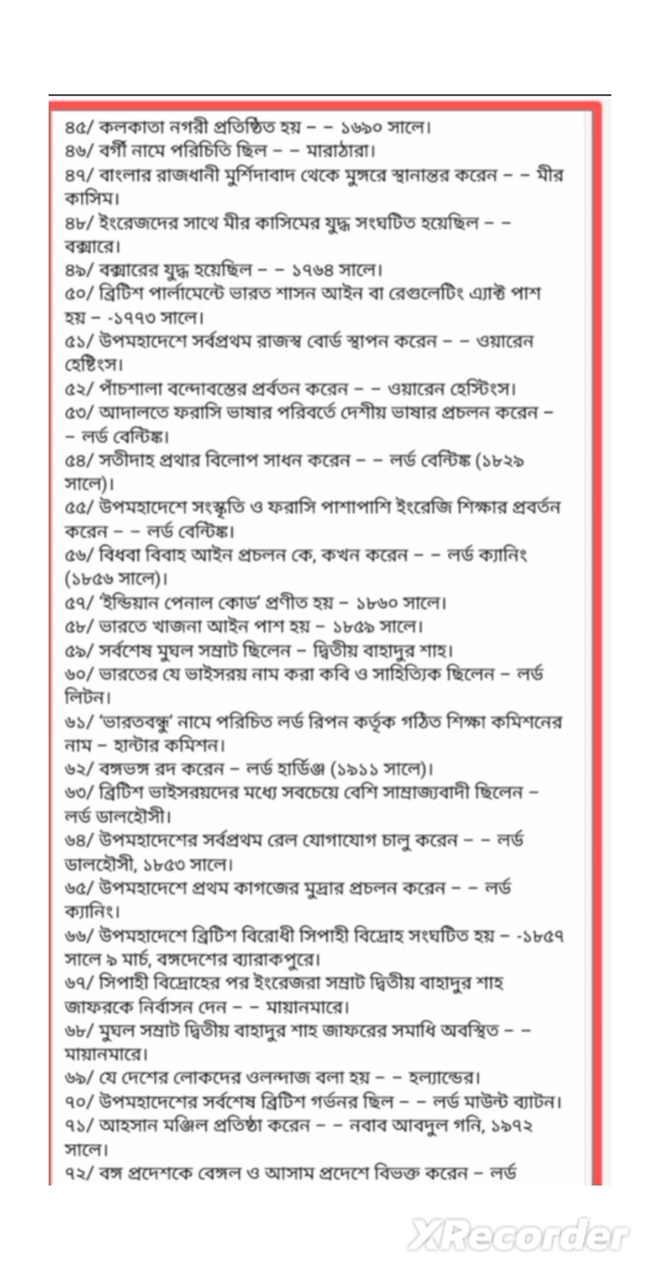 ৪৫/ কলকাতা নগরী প্রতিষ্ঠিত হয় – – ১৬৯০ সালে।
৪৬/ বর্গী নামে পরিচিতি ছিল – – মারাঠারা।
৪৭/ বাংলার রাজধানী মুর্শিদাবাদ থেকে মুঙ্গরে স্থানান্তর করেন – – মীর
কাসিম।
৪৮/ ইংরেজদের সাথে মীর কাসিমের যুদ্ধ সংঘটিত হয়েছিল – –
বক্সারে।
৪৯/ বক্সারের যুদ্ধ হয়েছিল – – ১৭৬৪ সালে।
৫০/ ব্রিটিশ পার্লামেন্টে ভারত শাসন আইন বা রেগুলেটিং এ্যাক্ট পাশ
হয় – -১৭৭৩ সালে।
৫১/ উপমহাদেশে সর্বপ্রথম রাজস্ব বোর্ড স্থাপন করেন – – ওয়ারেন
হেষ্টিংস।
৫২/ পাঁচশালা বন্দোবস্তের প্রর্বতন করেন – – ওয়ারেন হেস্টিংস।
৫৩/ আদালতে ফরাসি ভাষার পরিবর্তে দেশীয় ভাষার প্রচলন করেন –
– লর্ড বেন্টিঙ্ক।
৫৪/ সতীদাহ প্রথার বিলোপ সাধন করেন – – লর্ড বেন্টিঙ্ক (১৮২৯
সালে)।
৫৫/ উপমহাদেশে সংস্কৃতি ও ফরাসি পাশাপাশি ইংরেজি শিক্ষার প্রবর্তন
করেন – – লর্ড বেন্টিঙ্ক।
৫৬/ বিধবা বিবাহ আইন প্রচলন কে, কখন করেন – – লর্ড ক্যানিং
(১৮৫৬ সালে)।
৫৭/ ‘ইন্ডিয়ান পেনাল কোড’ প্রণীত হয় – ১৮৬০ সালে।
৫৮/ ভারতে খাজনা আইন পাশ হয় – ১৮৫৯ সালে।
৫৯/ সর্বশেষ মুঘল সম্রাট ছিলেন – দ্বিতীয় বাহাদুর শাহ।
৬০/ ভারতের যে ভাইসরয় নাম করা কবি ও সাহিত্যিক ছিলেন – লর্ড
লিটন।
৬১/ ‘ভারতবন্ধু’ নামে পরিচিত লর্ড রিপন কর্তৃক গঠিত শিক্ষা কমিশনের
নাম – হান্টার কমিশন।
৬২/ বঙ্গভঙ্গ রদ করেন – লর্ড হার্ডিঞ্জ (১৯১১ সালে)।
৬৩/ ব্রিটিশ ভাইসরয়দের মধ্যে সবচেয়ে বেশি সাম্রাজ্যবাদী ছিলেন –
লর্ড ডালহৌসী।
৬৪/ উপমহাদেশের সর্বপ্রথম রেল যোগাযোগ চালু করেন – – লর্ড
ডালহৌসী, ১৮৫৩ সালে।
৬৫/ উপমহাদেশে প্রথম কাগজের মুদ্রার প্রচলন করেন – – লর্ড
ক্যানিং।
৬৬/ উপমহাদেশে ব্রিটিশ বিরোধী সিপাহী বিদ্রোহ সংঘটিত হয় – -১৮৫৭
সালে ৯ মার্চ, বঙ্গদেশের ব্যারাকপুরে।
৬৭/ সিপাহী বিদ্রোহের পর ইংরেজরা সম্রাট দ্বিতীয় বাহাদুর শাহ
জাফরকে নির্বাসন দেন – – মায়ানমারে।
৬৮/ মুঘল সম্রাট দ্বিতীয় বাহাদুর শাহ জাফরের সমাধি অবস্থিত – –
মায়ানমারে।
৬৯/ যে দেশের লোকদের ওলন্দাজ বলা হয় – – হল্যান্ডের।
৭০/ উপমহাদেশের সর্বশেষ ব্রিটিশ গর্ভনর ছিল – – লর্ড মাউন্ট ব্যাটন।
৭১/ আহসান মঞ্জিল প্রতিষ্ঠা করেন – – নবাব আবদুল গনি, ১৯৭২
সালে।
৭২/ বঙ্গ প্রদেশকে বেঙ্গল ও আসাম প্রদেশে বিভক্ত করেন – লর্ড
XRecorder